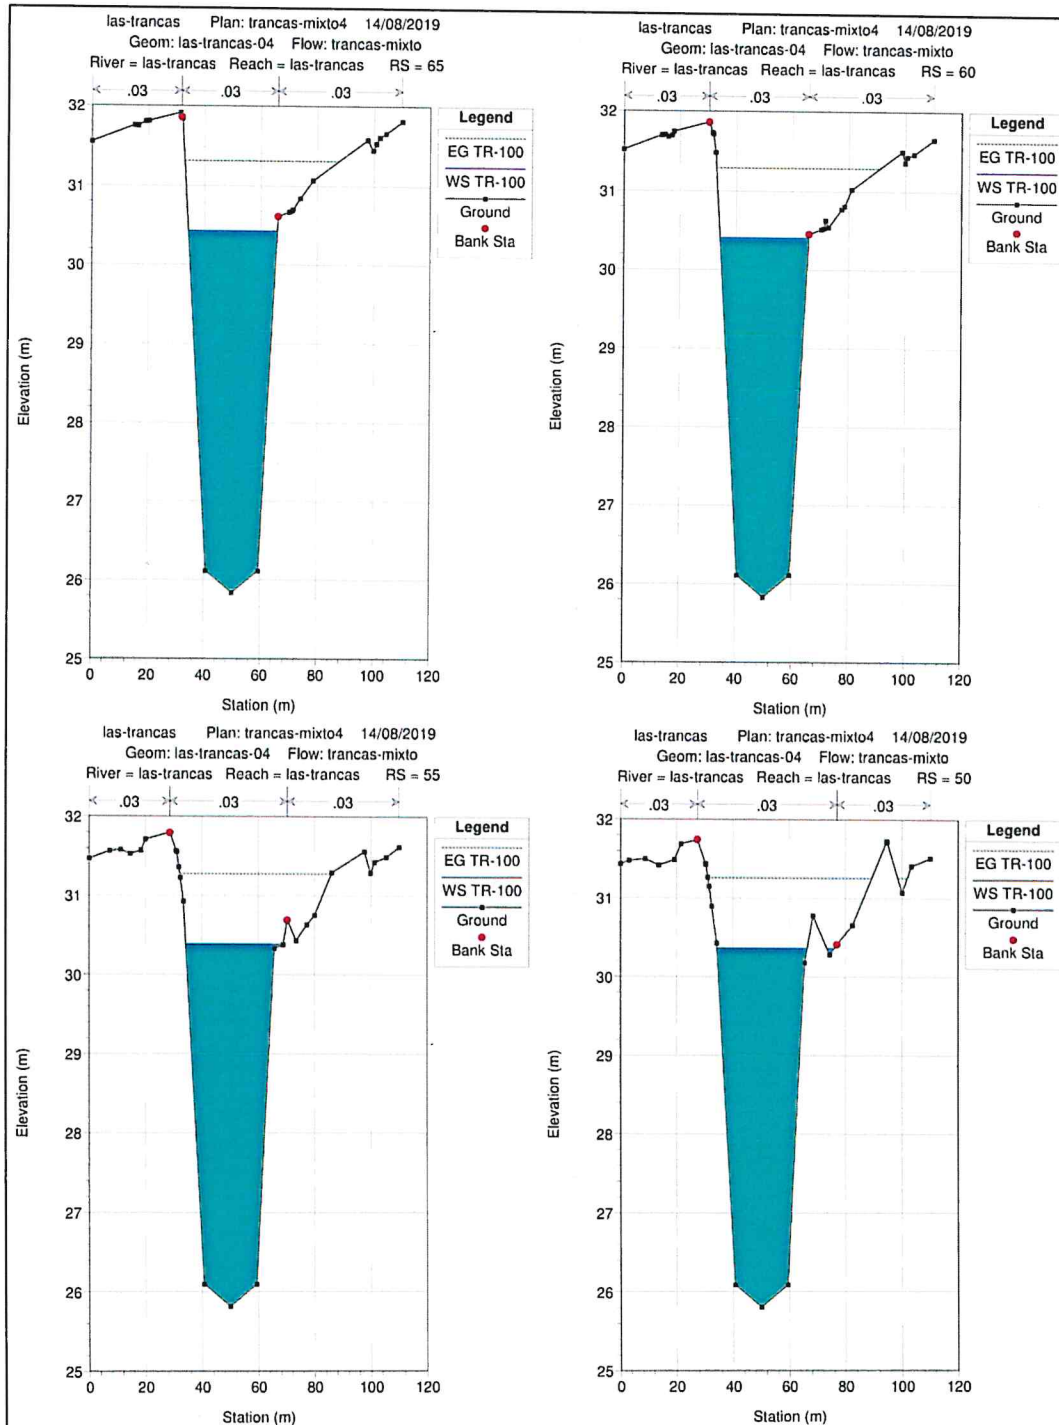 las-trancas Plan: trancas-mixto4 14/08/2019
Geom: las-trancas-04 Flow: trancas-mixto
River = las-trancas Reach = las-trancas RS = 65
.03 .03 .03
Legend
EG TR-100
WS TR-100
Ground
Bank Sta
32
31
30
29
28
27
26
25
Elevation (m)
0 20 40 60 80 100 120
Station (m)
las-trancas Plan: trancas-mixto4 14/08/2019
Geom: las-trancas-04 Flow: trancas-mixto
River = las-trancas Reach = las-trancas RS = 60
.03 .03 .03
Legend
EG TR-100
WS TR-100
Ground
Bank Sta
32
31
30
29
28
27
26
25
Elevation (m)
0 20 40 60 80 100 120
Station (m)
las-trancas Plan: trancas-mixto4 14/08/2019
Geom: las-trancas-04 Flow: trancas-mixto
River = las-trancas Reach = las-trancas RS = 55
.03 .03 .03
Legend
EG TR-100
WS TR-100
Ground
Bank Sta
32
31
30
29
28
27
26
25
Elevation (m)
0 20 40 60 80 100 120
Station (m)
las-trancas Plan: trancas-mixto4 14/08/2019
Geom: las-trancas-04 Flow: trancas-mixto
River = las-trancas Reach = las-trancas RS = 50
.03 .03 .03
Legend
EG TR-100
WS TR-100
Ground
Bank Sta
32
31
30
29
28
27
26
25
Elevation (m)
0 20 40 60 80 100 120
Station (m)